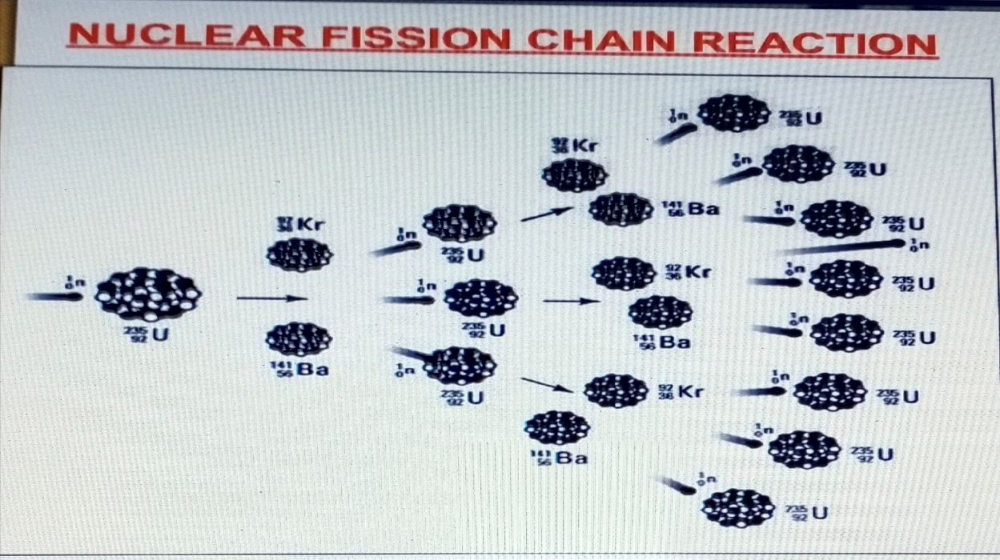 NUCLEAR FISSION CHAIN REACTION
¹₀n
²³⁵₉₂U
⁹²₃₆Kr
¹⁴¹₅₆Ba
¹₀n
²³⁵₉₂U
¹₀n
²³⁵₉₂U
¹₀n
²³⁵₉₂U
⁹²₃₆Kr
¹⁴¹₅₆Ba
⁹²₃₆Kr
¹⁴¹₅₆Ba
⁹²₃₆Kr
¹⁴¹₅₆Ba
¹₀n
²³⁵₉₂U
¹₀n
²³⁵₉₂U
¹₀n
²³⁵₉₂U
¹₀n
¹₀n
²³⁵₉₂U
¹₀n
²³⁵₉₂U
¹₀n
²³⁵₉₂U
¹₀n
²³⁵₉₂U
¹₀n
²³⁵₉₂U